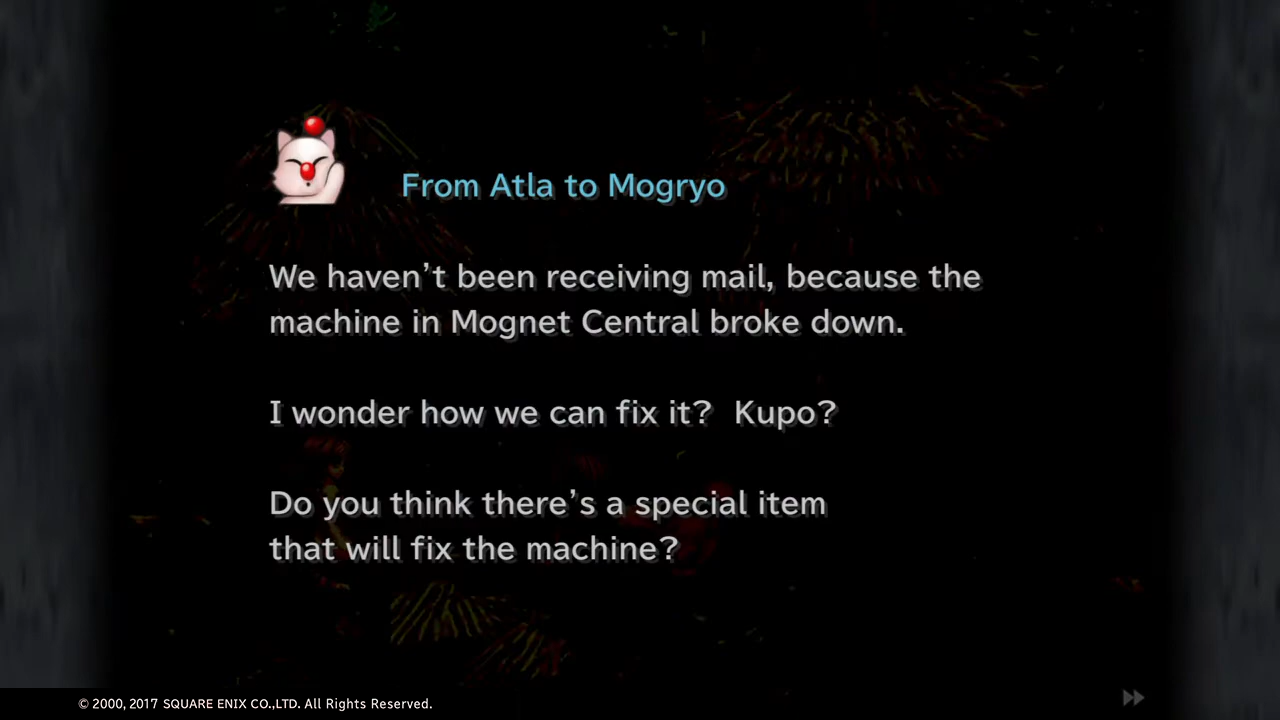 From Atla to Mogryo
We haven’t been receiving mail, because the
machine in Mognet Central broke down.
I wonder how we can fix it?  Kupo?
Do you think there’s a special item
that will fix the machine?
© 2000, 2017 SQUARE ENIX CO.,LTD. All Rights Reserved.